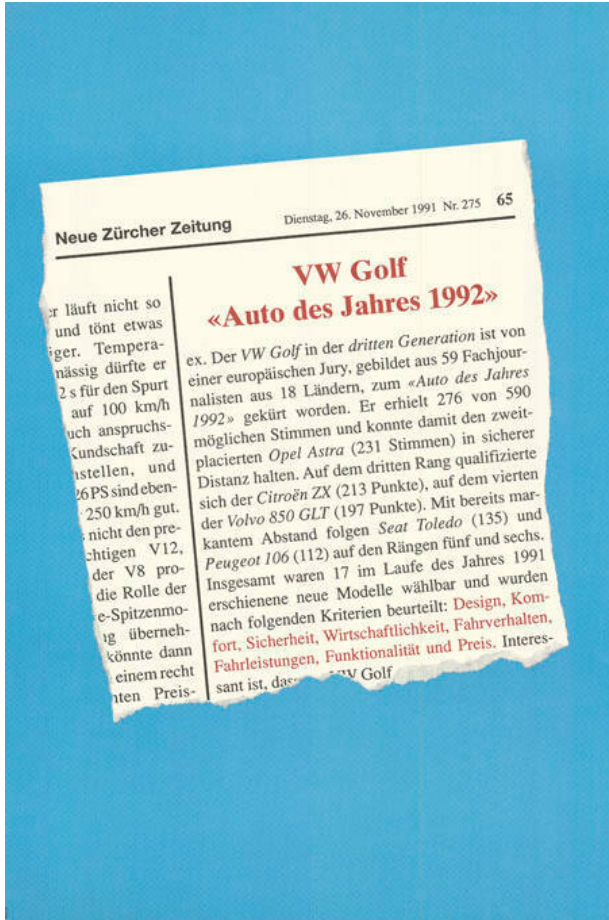 Neue Zürcher Zeitung
Dienstag, 26. November 1991 Nr. 275 65
r läuft nicht so
und tönt etwas
ger. Tempera-
mässig dürfte er
2 s für den Spurt
auf 100 km/h
uch anspruchs-
Kundschaft zu-
stellen, und
26 PS sind eben-
250 km/h gut.
nicht den pre-
chtigen V12,
der V8 pro-
die Rolle der
e-Spitzenmo-
g überneh-
könnte dann
einem recht
nten Preis-
VW Golf
«Auto des Jahres 1992»
ex. Der VW Golf in der dritten Generation ist von
einer europäischen Jury, gebildet aus 59 Fachjour-
nalisten aus 18 Ländern, zum «Auto des Jahres
1992» gekürt worden. Er erhielt 276 von 590
möglichen Stimmen und konnte damit den zweit-
placierten Opel Astra (231 Stimmen) in sicherer
Distanz halten. Auf dem dritten Rang qualifizierte
sich der Citroën ZX (213 Punkte), auf dem vierten
der Volvo 850 GLT (197 Punkte). Mit bereits mar-
kantem Abstand folgen Seat Toledo (135) und
Peugeot 106 (112) auf den Rängen fünf und sechs.
Insgesamt waren 17 im Laufe des Jahres 1991
erschienene neue Modelle wählbar und wurden
nach folgenden Kriterien beurteilt: Design, Kom-
fort, Sicherheit, Wirtschaftlichkeit, Fahrverhalten,
Fahrleistungen, Funktionalität und Preis. Interes-
sant ist, VW Golf